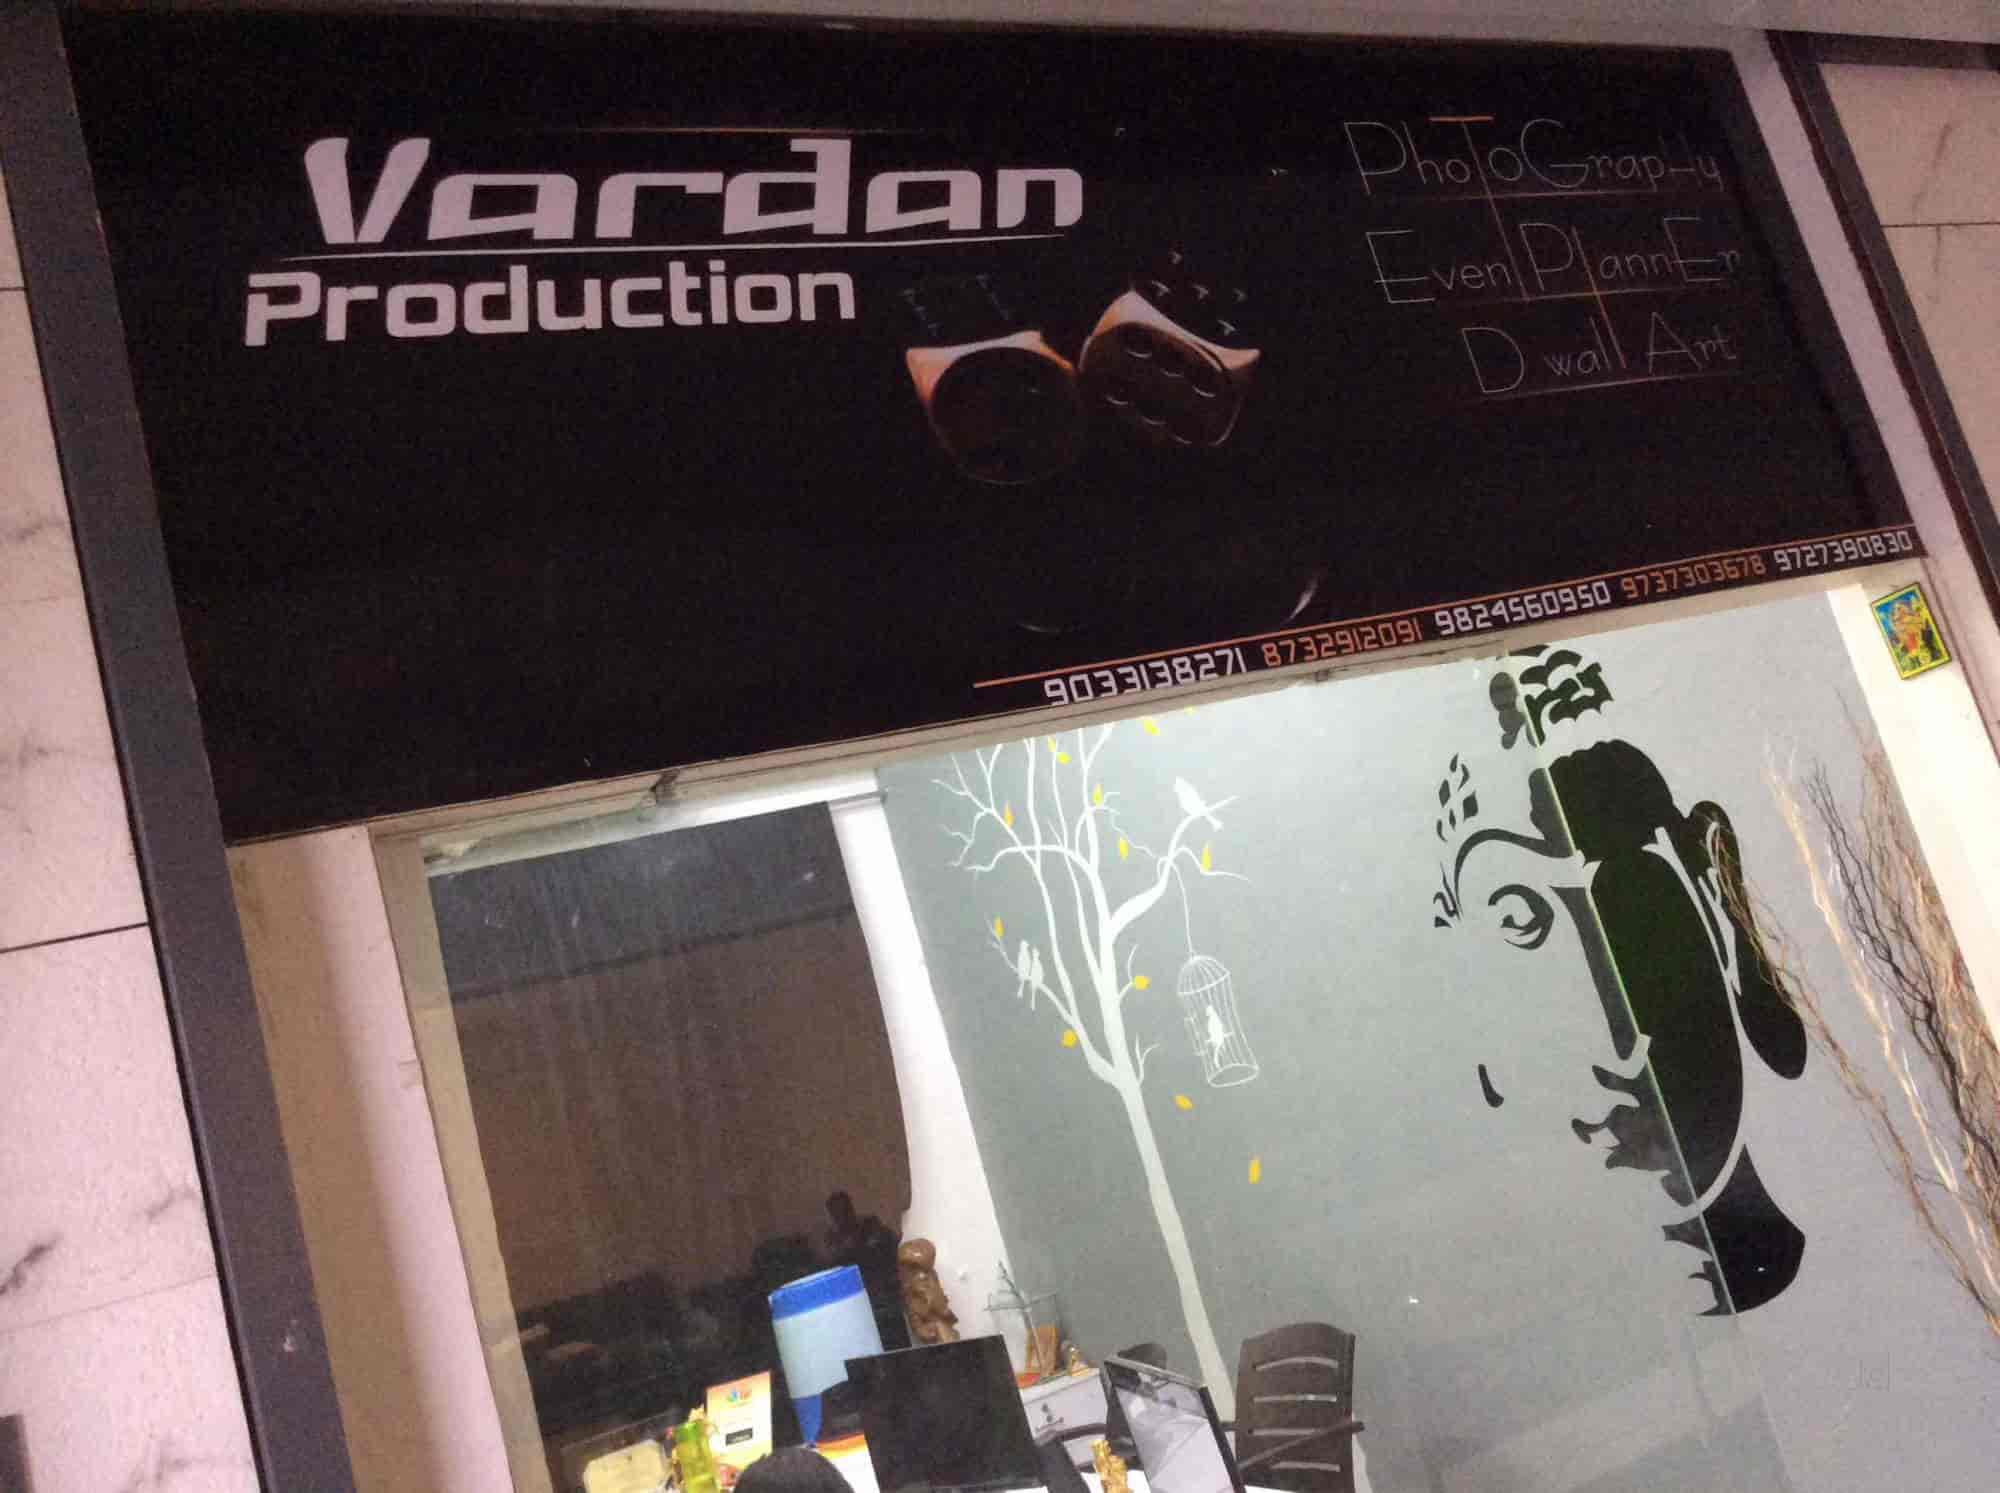 Vardan
Production
PhoToGrapHy
Event PlannEr
D wall Art
9033138271 8732912091 9824560950 9737303678 9727390830